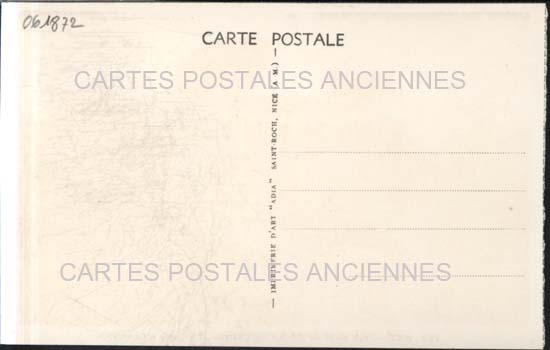 061872
CARTE POSTALE
CARTES POSTALES ANCIENNES
— IMPRIMERIE D'ART "ADIA" SAINT-ROCH, NICE (A M.) —
CARTES POSTALES ANCIENNES